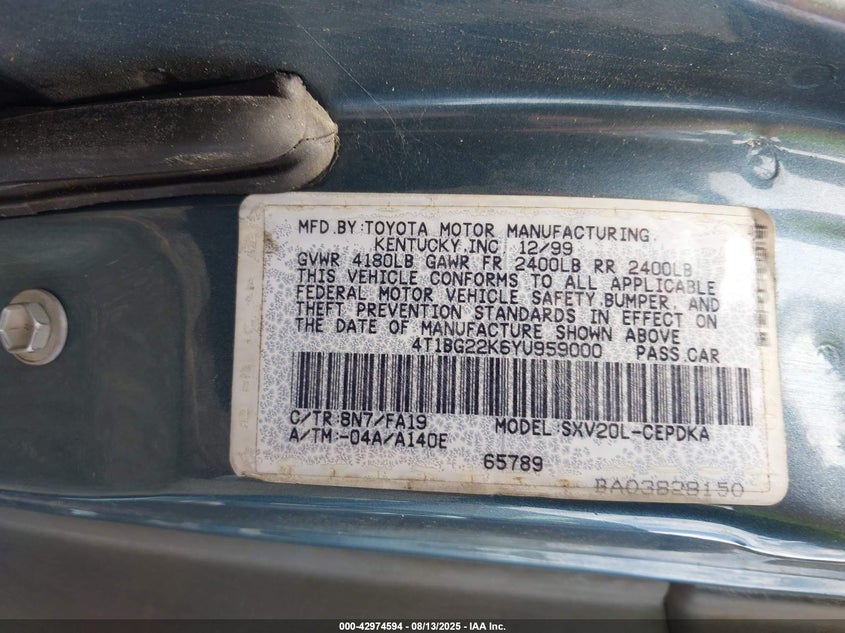 MFD.BY:TOYOTA MOTOR MANUFACTURING,
KENTUCKY,INC 12/99
GVWR 4180LB GAWR FR 2400LB RR 2400LB
THIS VEHICLE CONFORMS TO ALL APPLICABLE
FEDERAL MOTOR VEHICLE SAFETY,BUMPER, AND
THEFT PREVENTION STANDARDS IN EFFECT ON
THE DATE OF MANUFACTURE SHOWN ABOVE
4T1BG22K6YU959000 PASS.CAR
C/TR:8N7/FA19 MODEL:SXV20L-CEPDKA
A/TM:-04A/A140E
65789
BA03828150
000-42974594 - 08/13/2025 - IAA Inc.